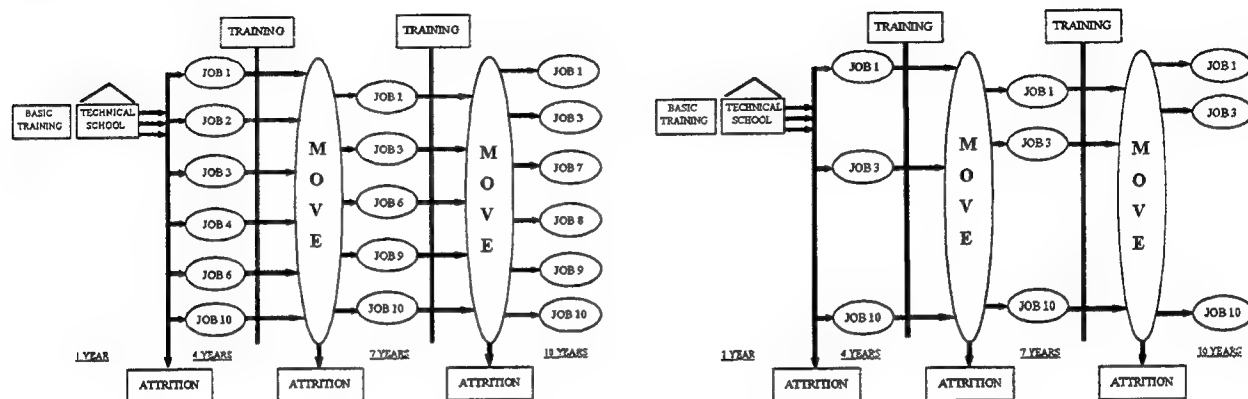 TRAINING
TRAINING
BASIC
TRAINING
TECHNICAL
SCHOOL
JOB 1
JOB 2
JOB 3
JOB 4
JOB 6
JOB 10
M
O
V
E
JOB 1
JOB 3
JOB 6
JOB 9
JOB 10
M
O
V
E
JOB 1
JOB 3
JOB 7
JOB 8
JOB 9
JOB 10
1 YEAR
4 YEARS
7 YEARS
10 YEARS
ATTRITION
ATTRITION
ATTRITION
TRAINING
TRAINING
BASIC
TRAINING
TECHNICAL
SCHOOL
JOB 1
JOB 3
JOB 10
M
O
V
E
JOB 1
JOB 3
JOB 10
M
O
V
E
JOB 1
JOB 3
JOB 10
1 YEAR
4 YEARS
7 YEARS
10 YEARS
ATTRITION
ATTRITION
ATTRITION